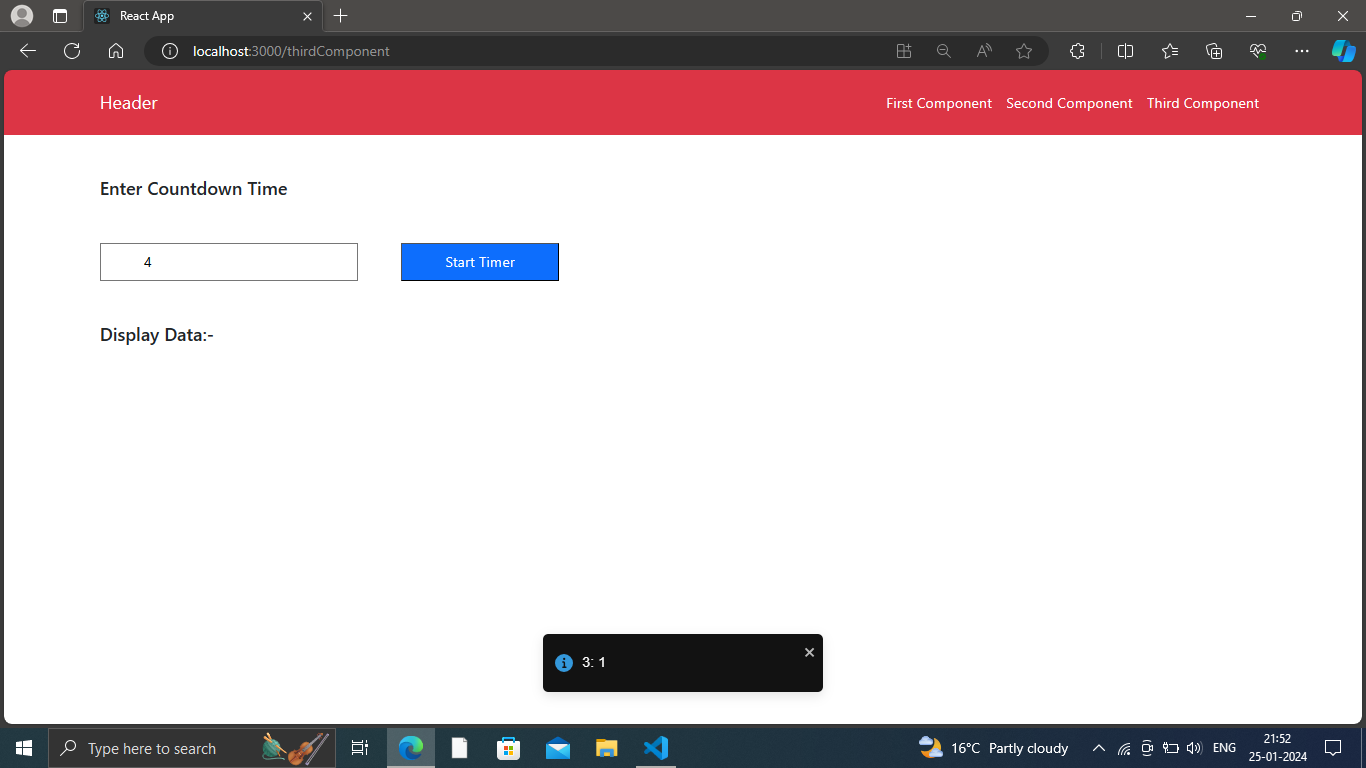 React App
localhost:3000/thirdComponent
Header
First Component Second Component Third Component
Enter Countdown Time
4
Start Timer
Display Data:-
3: 1
Type here to search
16°C Partly cloudy
ENG
21:52
25-01-2024